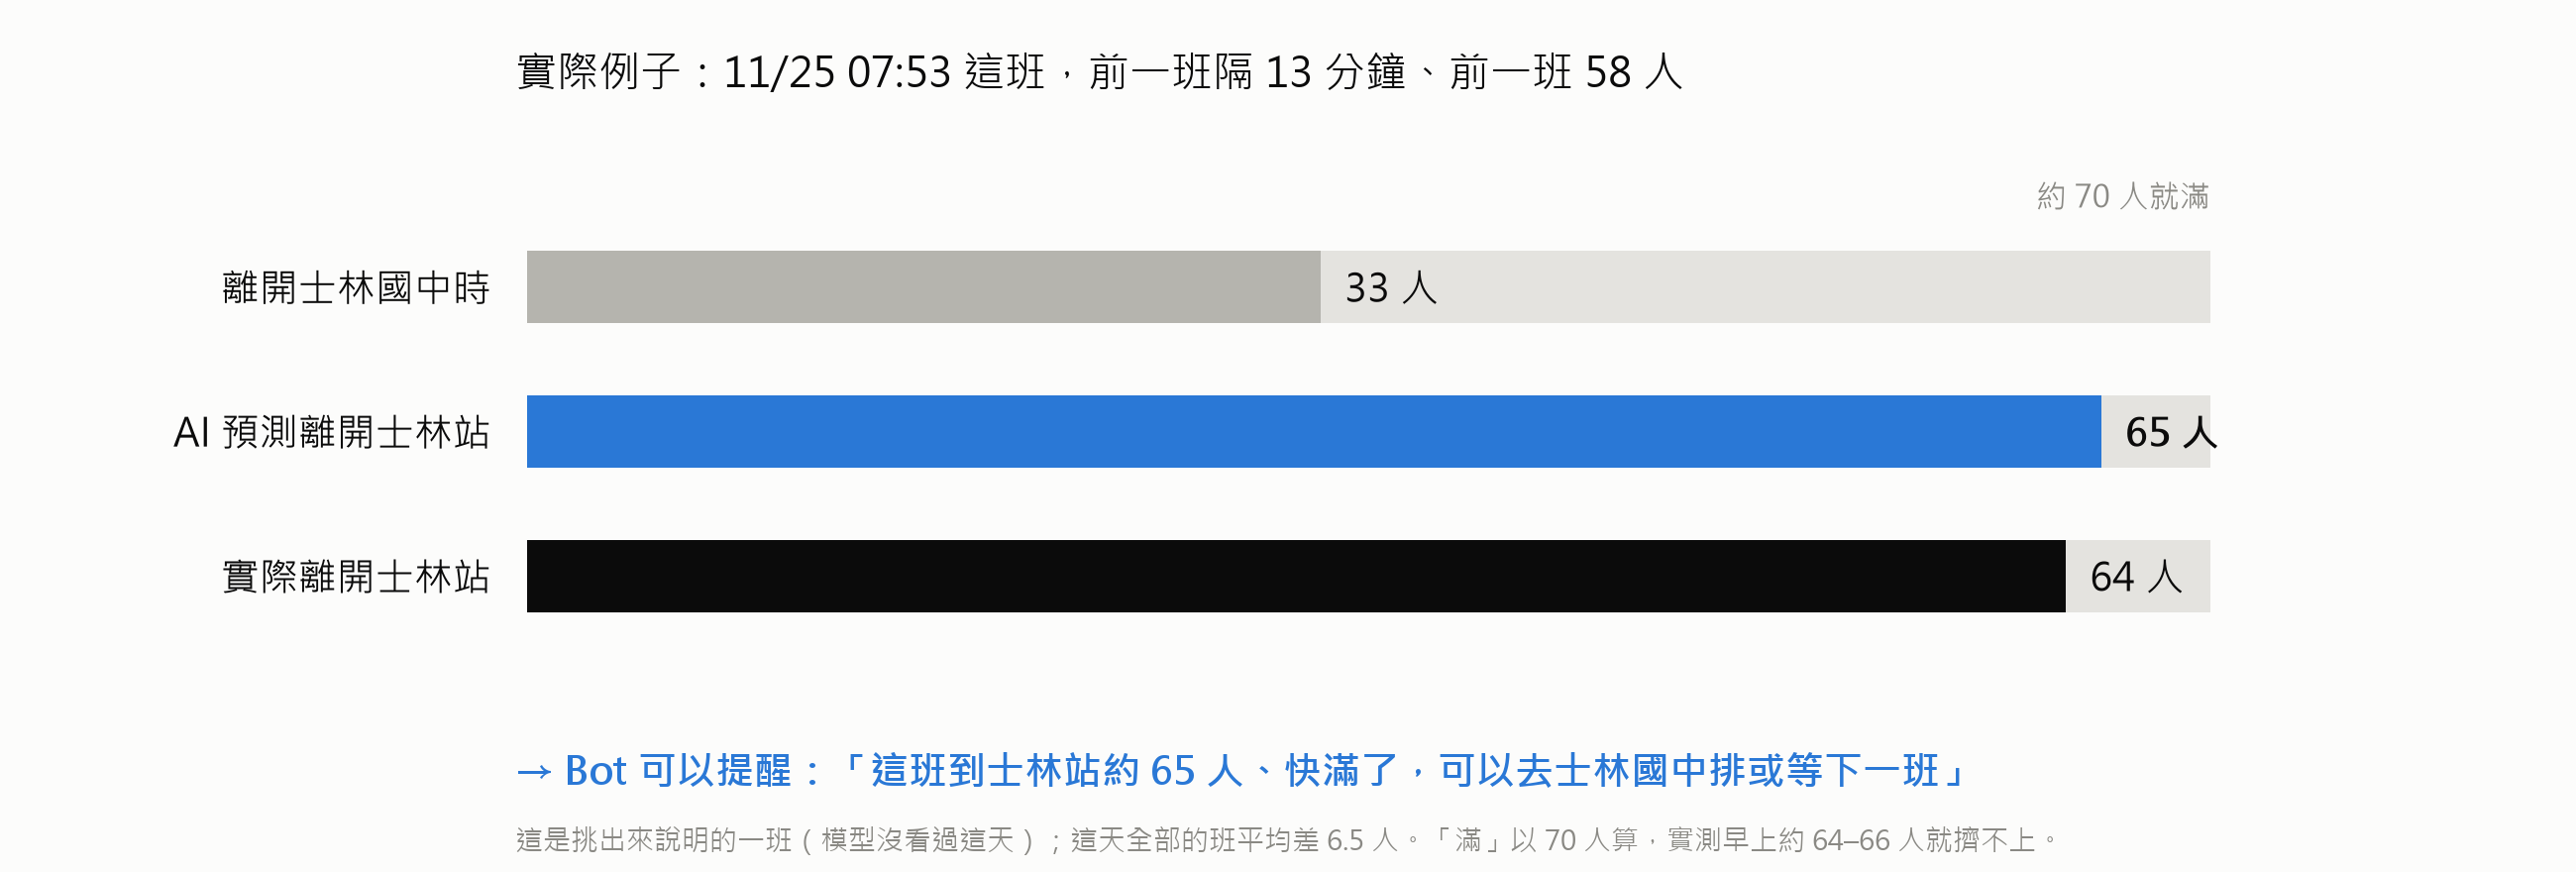 實際例子：11/25 07:53 這班，前一班隔 13 分鐘、前一班 58 人
約 70 人就滿
離開士林國中時
33 人
AI 預測離開士林站
65 人
實際離開士林站
64 人
→ Bot 可以提醒：「這班到士林站約 65 人、快滿了，可以去士林國中排或等下一班」
這是挑出來說明的一班（模型沒看過這天）；這天全部的班平均差 6.5 人。「滿」以 70 人算，實測早上約 64–66 人就擠不上。